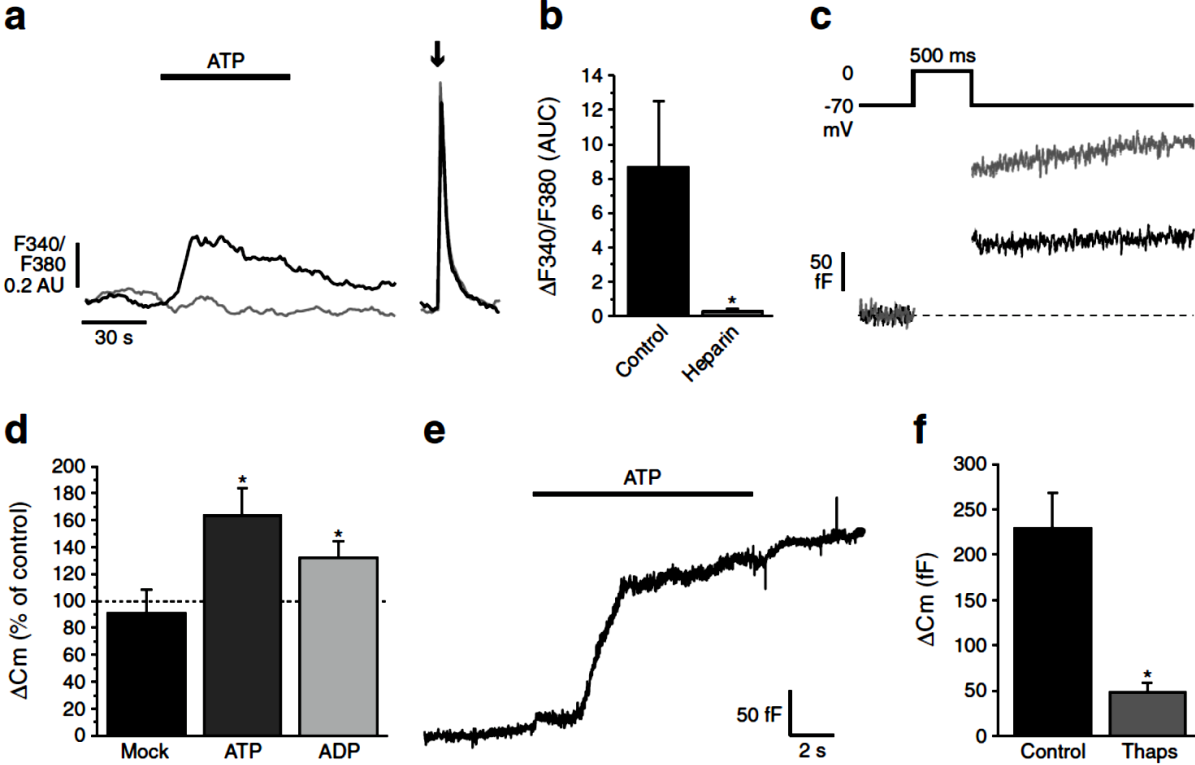 a
ATP
F340/
F380
0.2 AU
30 s
b
ΔF340/F380 (AUC)
14
12
10
8
6
4
2
0
*
Control
Heparin
c
500 ms
0
-70
mV
50
fF
d
ΔCm (% of control)
200
180
160
140
120
100
80
60
40
20
0
*
*
Mock
ATP
ADP
e
ATP
50 fF
2 s
f
ΔCm (fF)
300
250
200
150
100
50
0
*
Control
Thaps